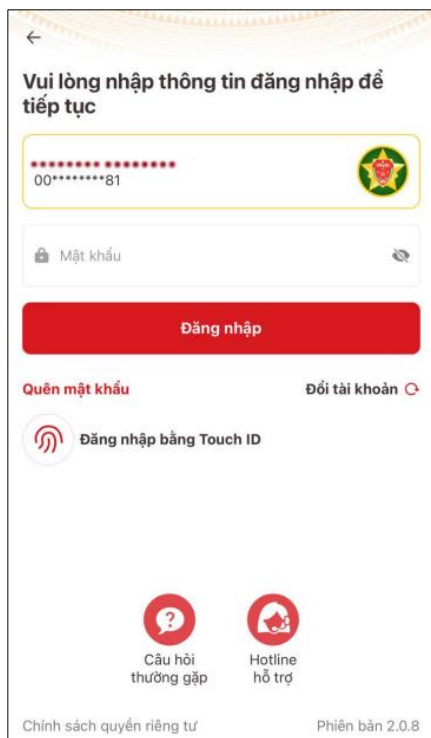 Vui lòng nhập thông tin đăng nhập để
tiếp tục
00********81
Mật khẩu
Đăng nhập
Quên mật khẩu
Đổi tài khoản
Đăng nhập bằng Touch ID
Câu hỏi
thường gặp
Hotline
hỗ trợ
Chính sách quyền riêng tư
Phiên bản 2.0.8